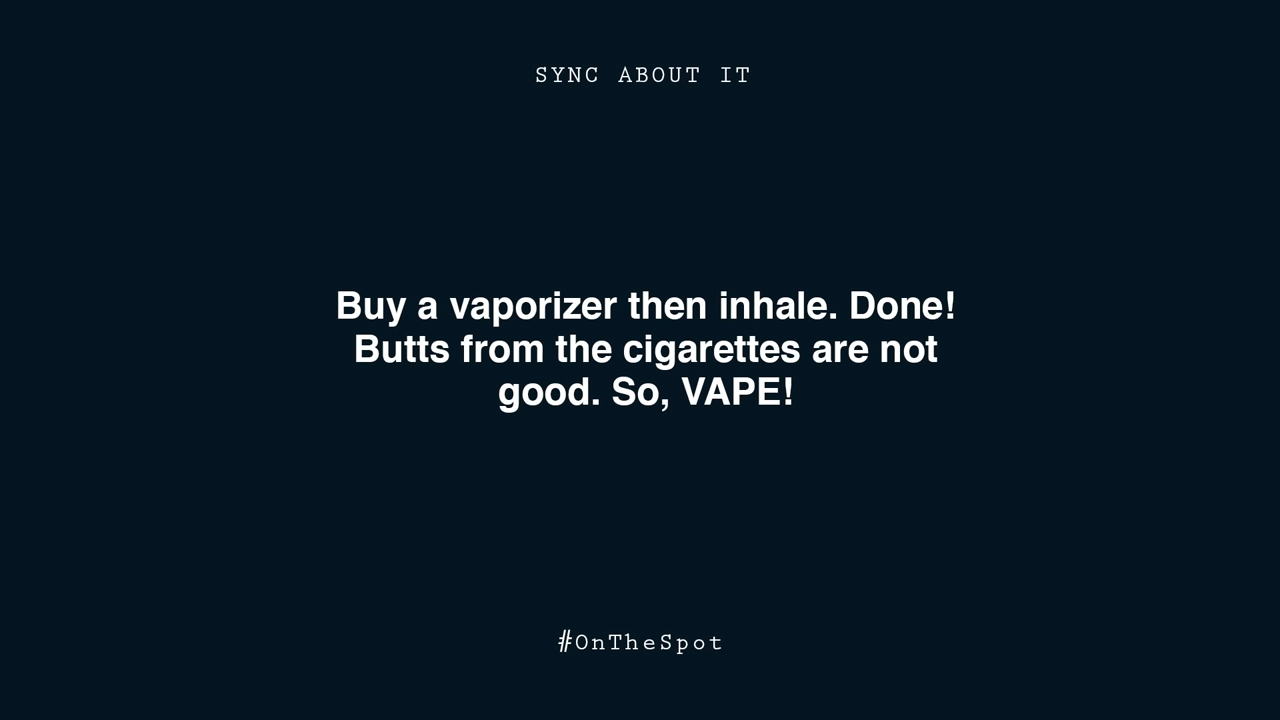 SYNC ABOUT IT
Buy a vaporizer then inhale. Done!
Butts from the cigarettes are not
good. So, VAPE!
#OnTheSpot